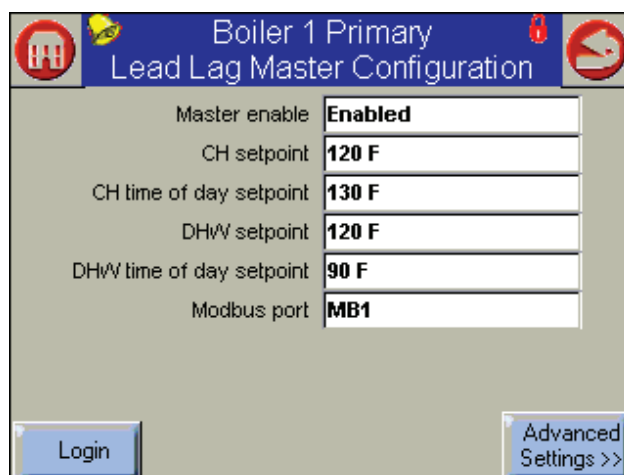 Boiler 1 Primary
Lead Lag Master Configuration
Master enable Enabled
CH setpoint 120 F
CH time of day setpoint 130 F
DHW setpoint 120 F
DHW time of day setpoint 90 F
Modbus port MB1
Login
Advanced
Settings >>